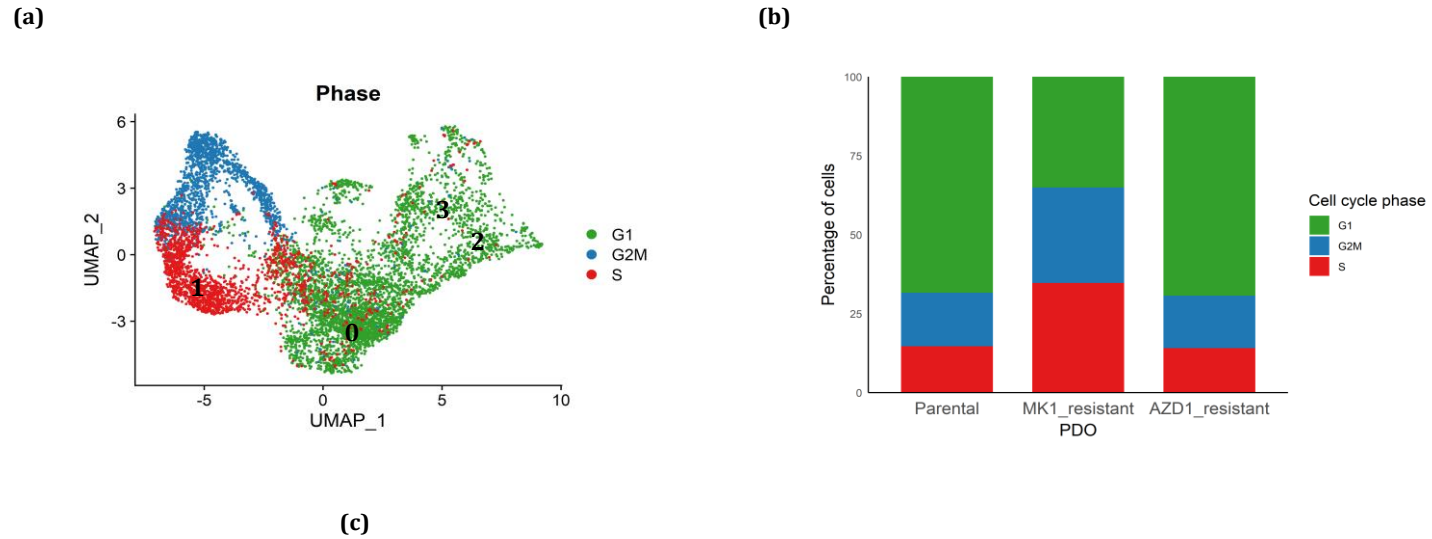 (a)
(b)
Phase
UMAP_2
6
3
0
-3
3
2
1
0
-5
0
5
10
UMAP_1
G1
G2M
S
Percentage of cells
100
75
50
25
0
Parental
MK1_resistant
AZD1_resistant
PDO
Cell cycle phase
G1
G2M
S
(c)